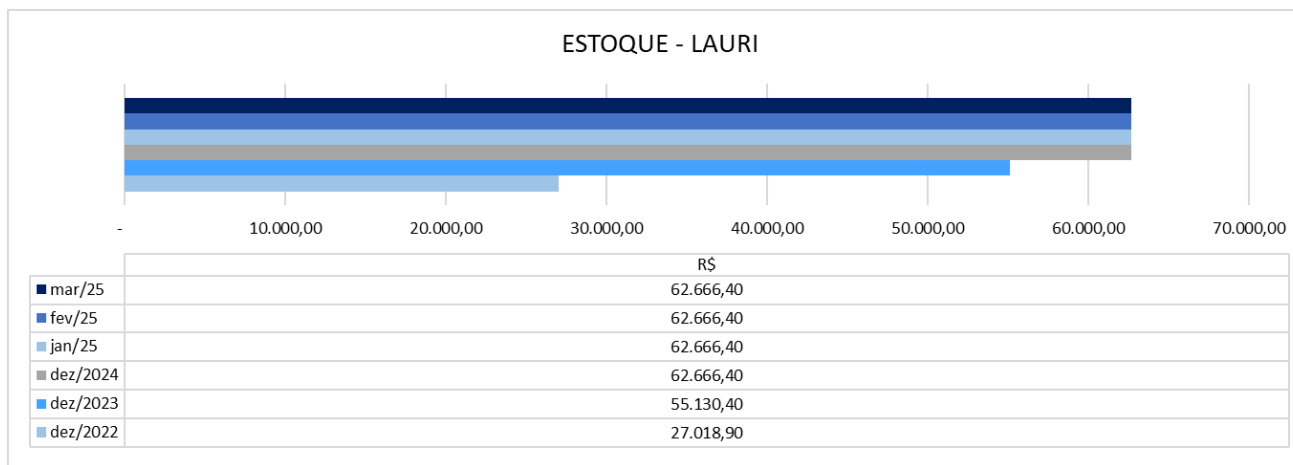 ESTOQUE - LAURI
- 10.000,00 20.000,00 30.000,00 40.000,00 50.000,00 60.000,00 70.000,00
R$
mar/25 62.666,40
fev/25 62.666,40
jan/25 62.666,40
dez/2024 62.666,40
dez/2023 55.130,40
dez/2022 27.018,90